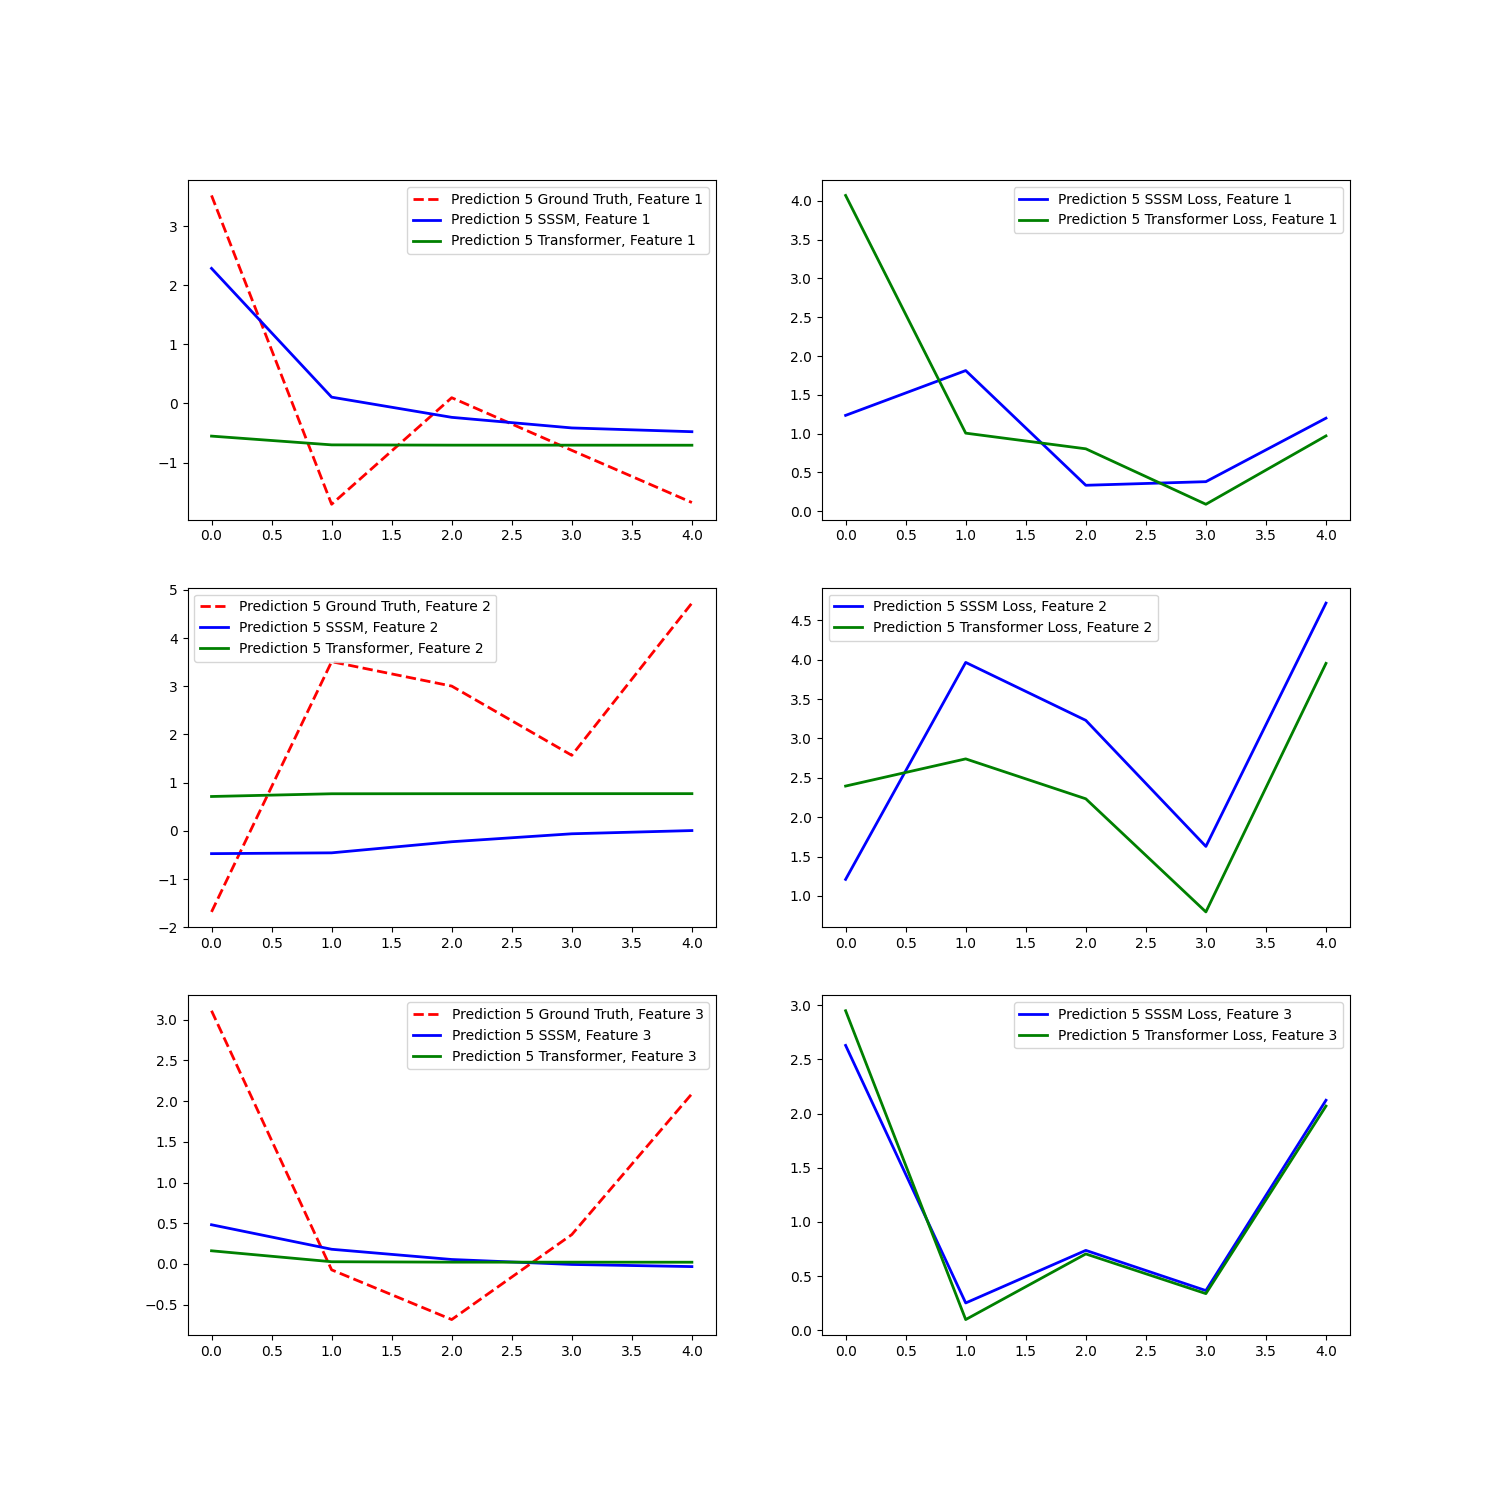 Prediction 5 Ground Truth, Feature 1
Prediction 5 SSSM, Feature 1
Prediction 5 Transformer, Feature 1
3
2
1
0
−1
0.0 0.5 1.0 1.5 2.0 2.5 3.0 3.5 4.0
Prediction 5 SSSM Loss, Feature 1
Prediction 5 Transformer Loss, Feature 1
4.0
3.5
3.0
2.5
2.0
1.5
1.0
0.5
0.0
0.0 0.5 1.0 1.5 2.0 2.5 3.0 3.5 4.0
Prediction 5 Ground Truth, Feature 2
Prediction 5 SSSM, Feature 2
Prediction 5 Transformer, Feature 2
5
4
3
2
1
0
−1
−2
0.0 0.5 1.0 1.5 2.0 2.5 3.0 3.5 4.0
Prediction 5 SSSM Loss, Feature 2
Prediction 5 Transformer Loss, Feature 2
4.5
4.0
3.5
3.0
2.5
2.0
1.5
1.0
0.0 0.5 1.0 1.5 2.0 2.5 3.0 3.5 4.0
Prediction 5 Ground Truth, Feature 3
Prediction 5 SSSM, Feature 3
Prediction 5 Transformer, Feature 3
3.0
2.5
2.0
1.5
1.0
0.5
0.0
−0.5
0.0 0.5 1.0 1.5 2.0 2.5 3.0 3.5 4.0
Prediction 5 SSSM Loss, Feature 3
Prediction 5 Transformer Loss, Feature 3
3.0
2.5
2.0
1.5
1.0
0.5
0.0
0.0 0.5 1.0 1.5 2.0 2.5 3.0 3.5 4.0